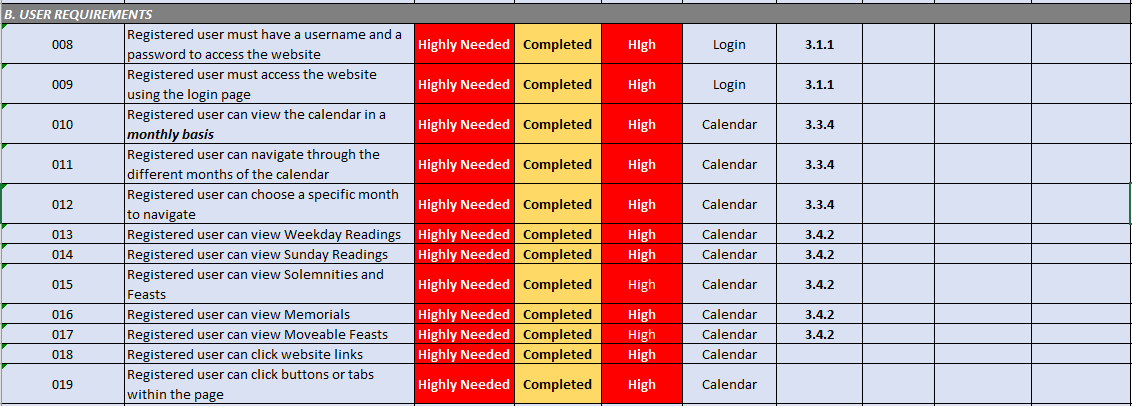 B. USER REQUIREMENTS
008 Registered user must have a username and a password to access the website Highly Needed Completed HIgh Login 3.1.1
009 Registered user must access the website using the login page Highly Needed Completed High Login 3.1.1
010 Registered user can view the calendar in a monthly basis Highly Needed Completed High Calendar 3.3.4
011 Registered user can navigate through the different months of the calendar Highly Needed Completed High Calendar 3.3.4
012 Registered user can choose a specific month to navigate Highly Needed Completed High Calendar 3.3.4
013 Registered user can view Weekday Readings Highly Needed Completed High Calendar 3.4.2
014 Registered user can view Sunday Readings Highly Needed Completed High Calendar 3.4.2
015 Registered user can view Solemnities and Feasts Highly Needed Completed High Calendar 3.4.2
016 Registered user can view Memorials Highly Needed Completed High Calendar 3.4.2
017 Registered user can view Moveable Feasts Highly Needed Completed High Calendar 3.4.2
018 Registered user can click website links Highly Needed Completed High Calendar
019 Registered user can click buttons or tabs within the page Highly Needed Completed High Calendar